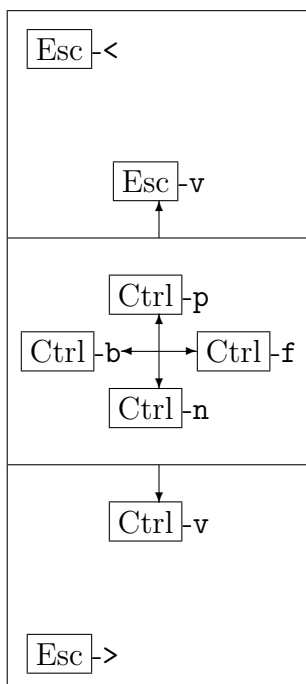 Esc-<
Esc-v
Ctrl-p
Ctrl-b Ctrl-f
Ctrl-n
Ctrl-v
Esc->